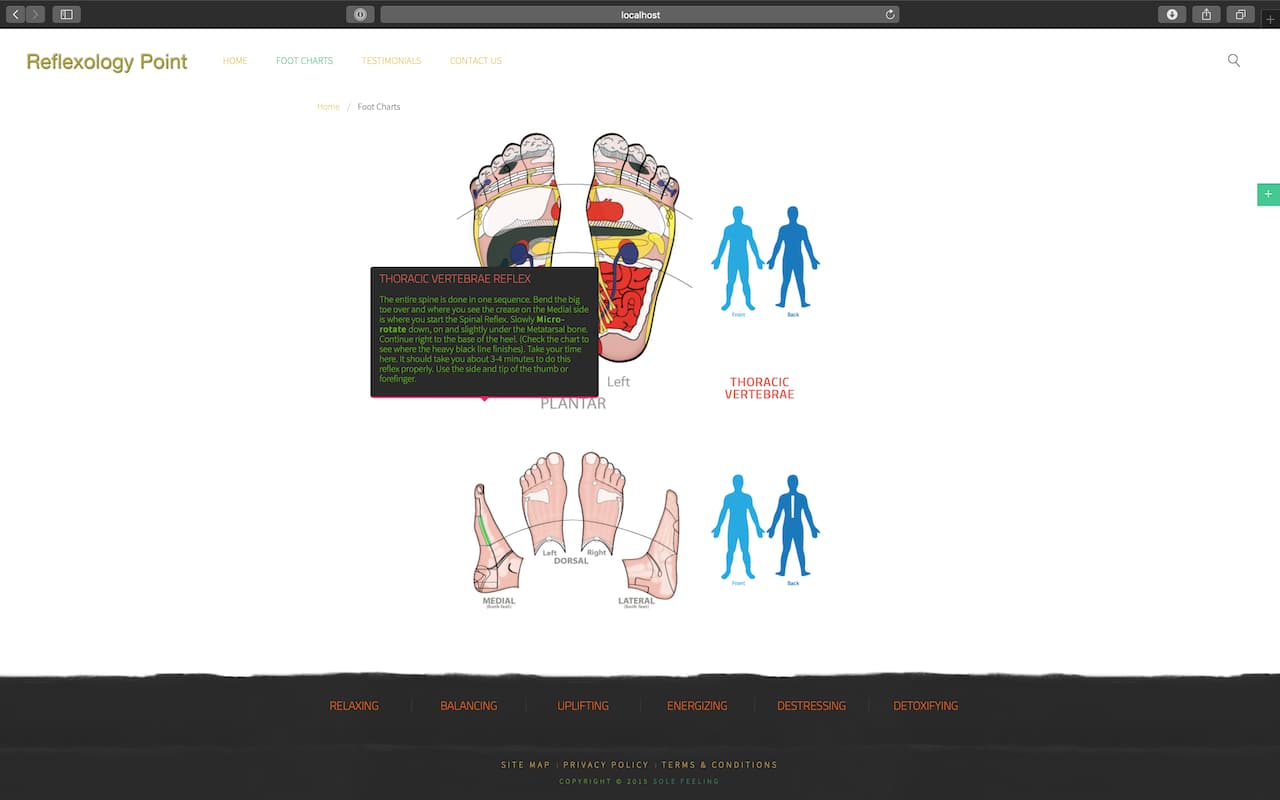 localhost
Reflexology Point
HOME
FOOT CHARTS
TESTIMONIALS
CONTACT US
Home / Foot Charts
THORACIC VERTEBRAE REFLEX
The entire spine is done in one sequence. Bend the big
toe over and where you see the crease on the Medial side
is where you start the Spinal Reflex. Slowly Micro-
rotate down, on and slightly under the Metatarsal bone.
Continue right to the base of the heel. (Check the chart to
see where the heavy black line finishes). Take your time
here. It should take you about 3-4 minutes to do this
reflex properly. Use the side and tip of the thumb or
forefinger.
Front
Back
Left
PLANTAR
THORACIC
VERTEBRAE
Left
Right
DORSAL
MEDIAL
(both feet)
LATERAL
(both feet)
Front
Back
RELAXING
BALANCING
UPLIFTING
ENERGIZING
DESTRESSING
DETOXIFYING
SITE MAP | PRIVACY POLICY | TERMS & CONDITIONS
COPYRIGHT © 2015 SOLE FEELING